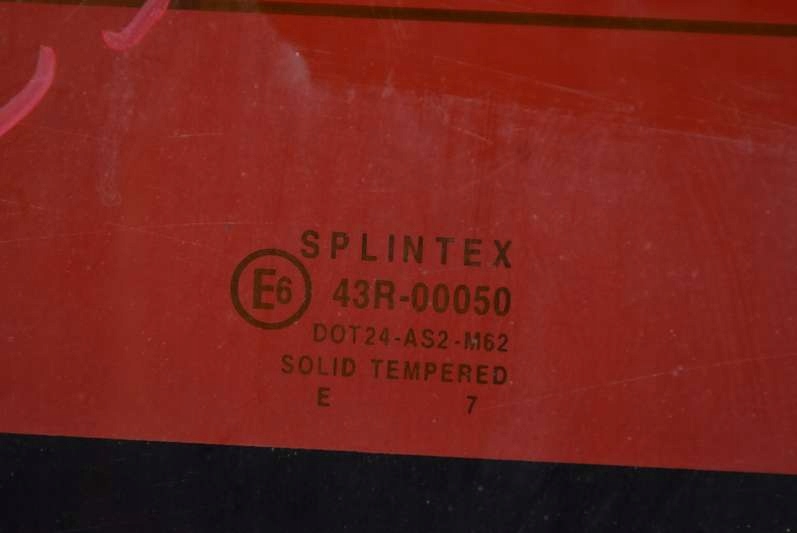 SPLINTEX
E6 43R-00050
DOT24-AS2-M62
SOLID TEMPERED
E 7